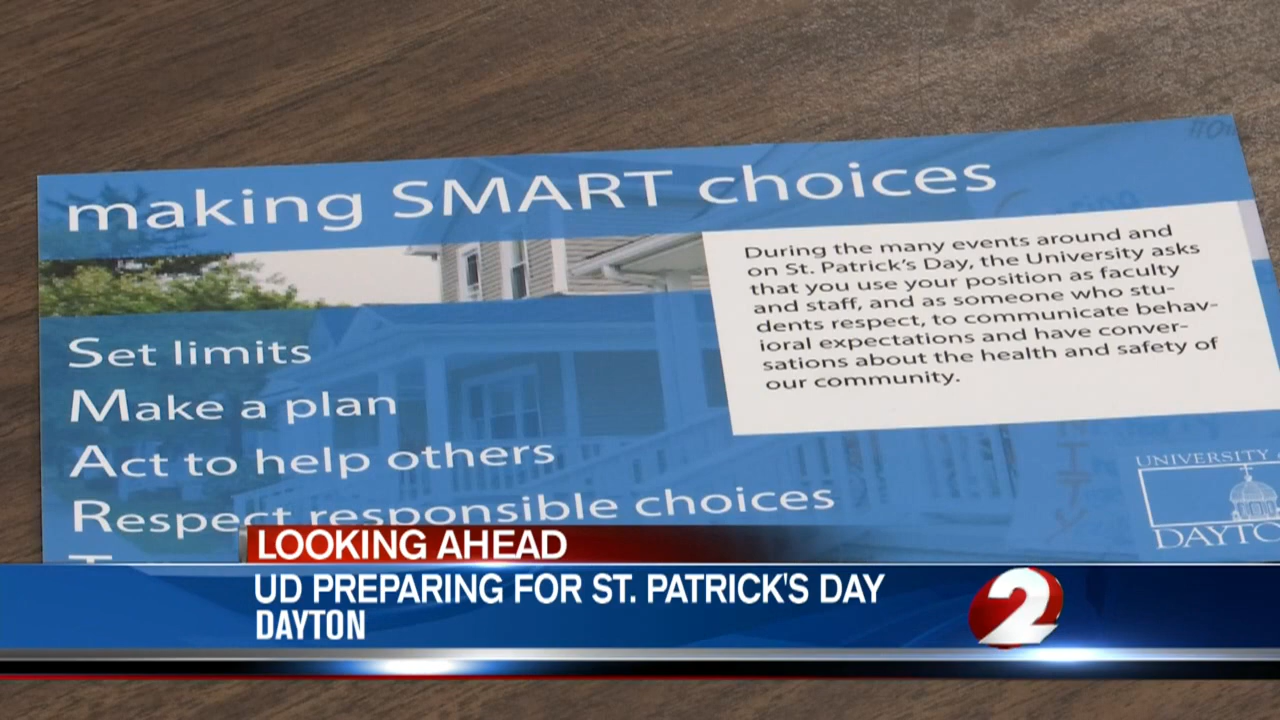 making SMART choices
During the many events around and
on St. Patrick's Day, the University asks
that you use your position as faculty
and staff, and as someone who stu-
dents respect, to communicate behav-
ioral expectations and have conver-
sations about the health and safety of
our community.
Set limits
Make a plan
Act to help others
Respect responsible choices
UNIVERSITY
LOOKING AHEAD
UD PREPARING FOR ST. PATRICK'S DAY
DAYTON
2